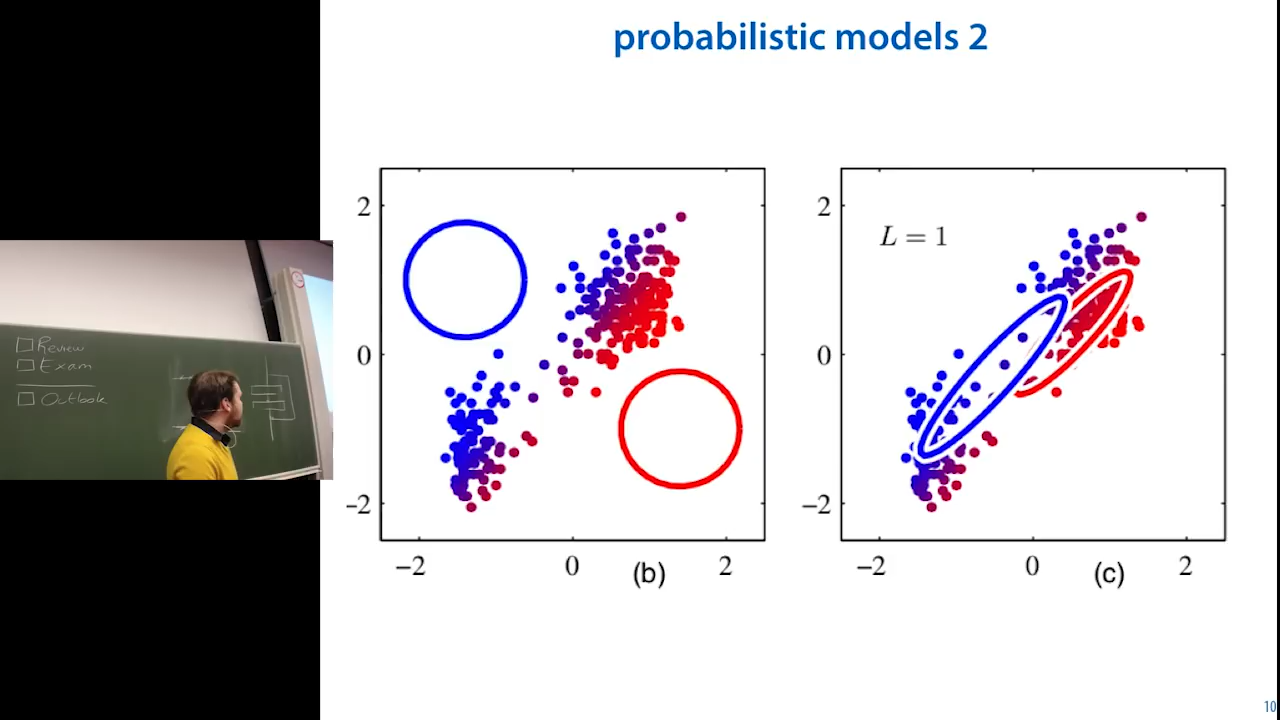 probabilistic models 2
Review
Exam
Outlook
2
0
−2
−2 0 2
(b)
L = 1
2
0
−2
−2 0 2
(c)
10